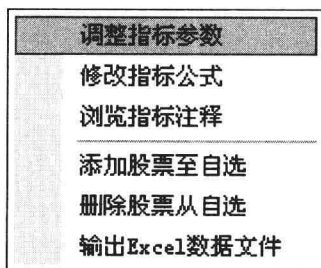 调整指标参数
修改指标公式
浏览指标注释
添加股票至自选
删除股票从自选
输出Excel数据文件